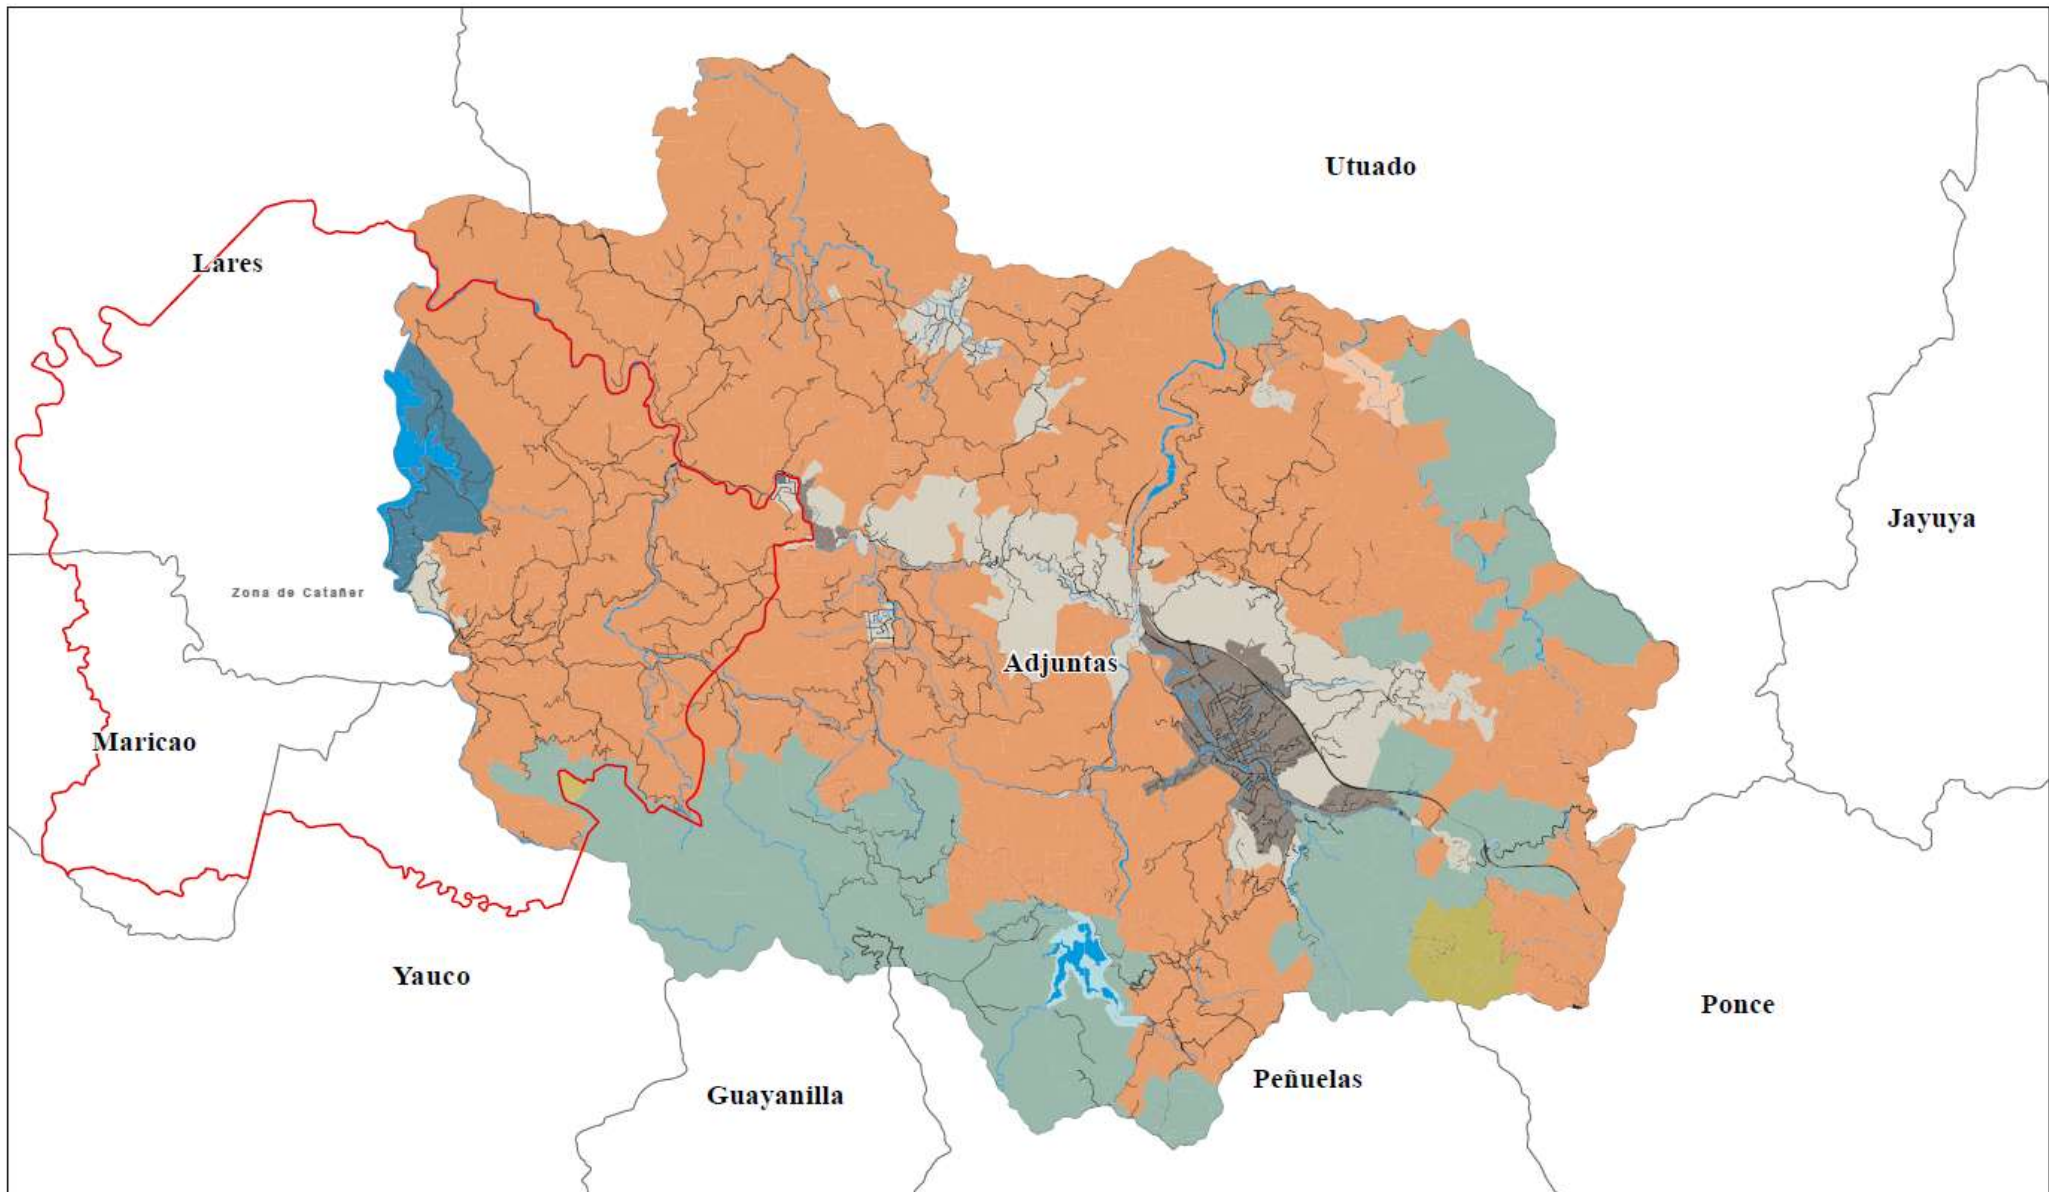 Utuado
Lares
Jayuya
Zona de Catañer
Adjuntas
Maricao
Yauco
Ponce
Peñuelas
Guayanilla